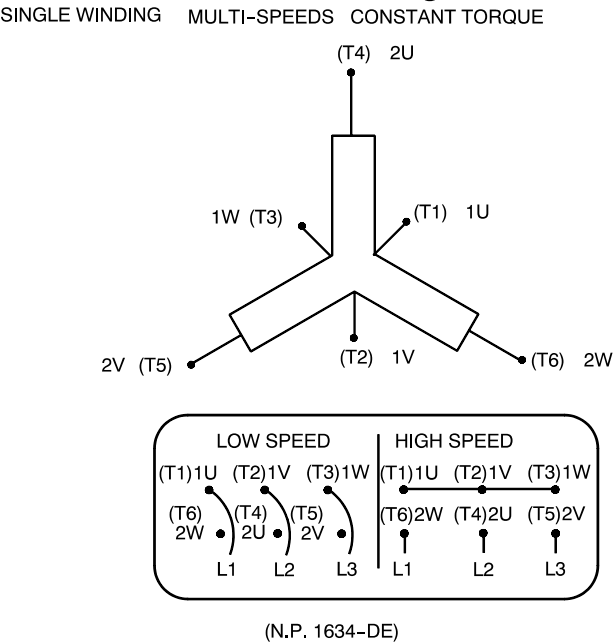 SINGLE WINDING MULTI-SPEEDS CONSTANT TORQUE
(T4) 2U
1W (T3)
(T1) 1U
2V (T5)
(T2) 1V
(T6) 2W
LOW SPEED
HIGH SPEED
(T1)1U (T2)1V (T3)1W
(T1)1U (T2)1V (T3)1W
(T6) (T4) (T5)
2W 2U 2V
(T6)2W (T4)2U (T5)2V
L1 L2 L3
L1 L2 L3
(N.P. 1634-DE)